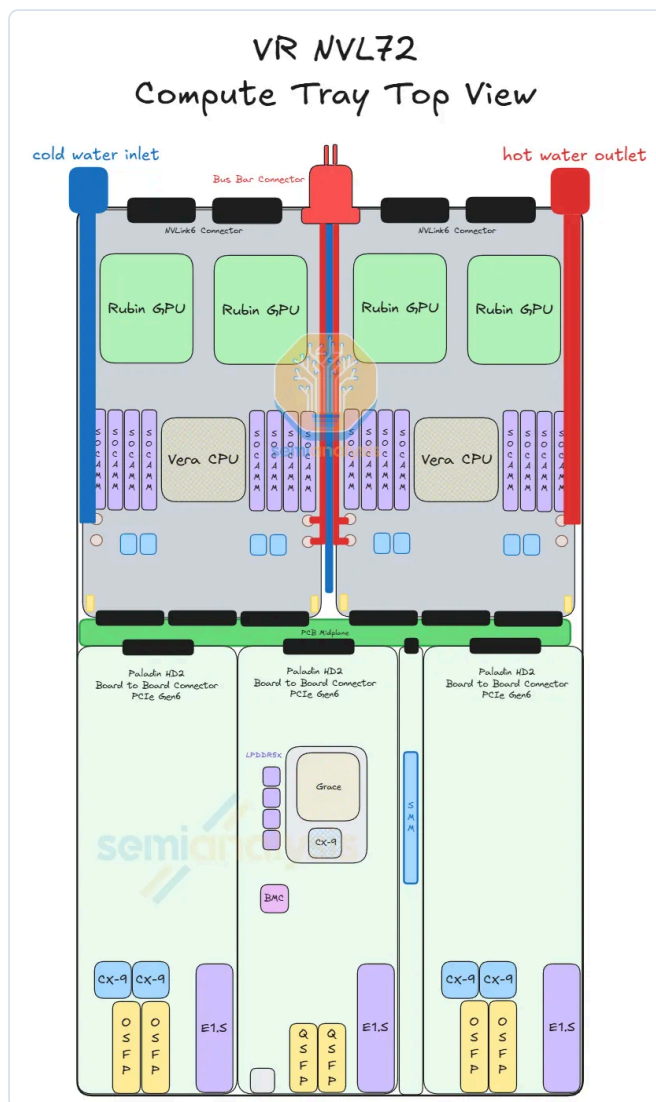 VR NVL72
Compute Tray Top View
cold water inlet
Bus Bar Connector
hot water outlet
NVLink6 Connector
NVLink6 Connector
Rubin GPU
Rubin GPU
Rubin GPU
Rubin GPU
SOCAMM
SOCAMM
SOCAMM
SOCAMM
Vera CPU
SOCAMM
SOCAMM
SOCAMM
SOCAMM
SOCAMM
SOCAMM
SOCAMM
SOCAMM
Vera CPU
SOCAMM
SOCAMM
SOCAMM
SOCAMM
semianalysis
PCB Midplane
Paladin HD2
Board to Board Connector
PCIe Gen6
Paladin HD2
Board to Board Connector
PCIe Gen6
Paladin HD2
Board to Board Connector
PCIe Gen6
LPDDR5X
Grace
CX-9
SMM
semianalysis
BMC
CX-9
CX-9
OSFP
OSFP
E1.S
QSFP
QSFP
E1.S
CX-9
CX-9
OSFP
OSFP
E1.S